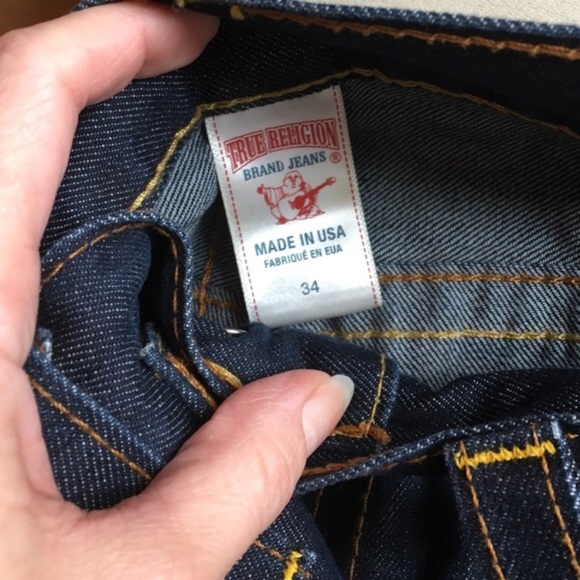 TRUE RELIGION
BRAND JEANS ®
MADE IN USA
FABRIQUÉ EN EUA
34